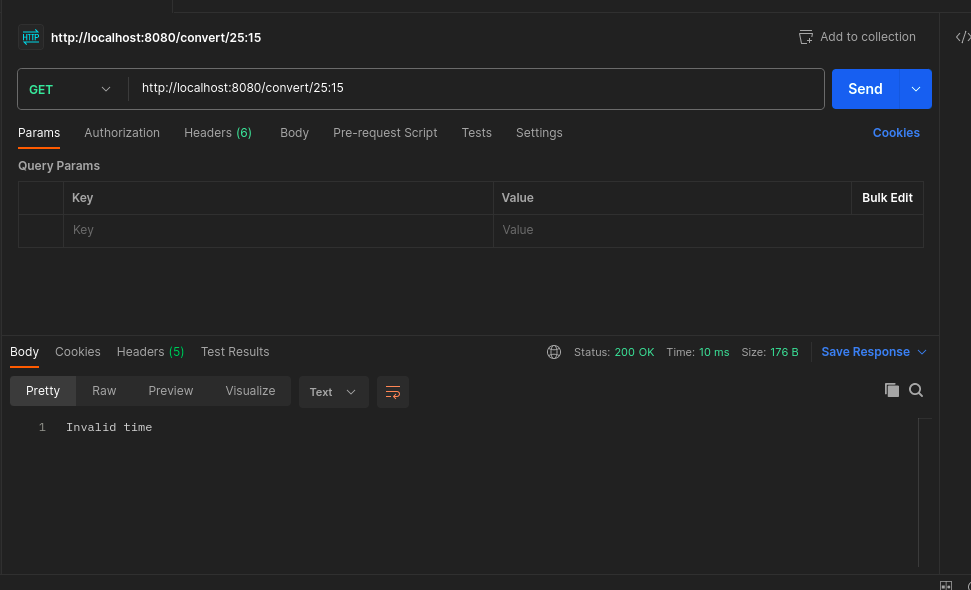 HTTP http://localhost:8080/convert/25:15 Add to collection </>
GET http://localhost:8080/convert/25:15 Send
Params Authorization Headers (6) Body Pre-request Script Tests Settings Cookies
Query Params
Key Value Bulk Edit
Key Value
Body Cookies Headers (5) Test Results Status: 200 OK Time: 10 ms Size: 176 B Save Response
Pretty Raw Preview Visualize Text
1 Invalid time